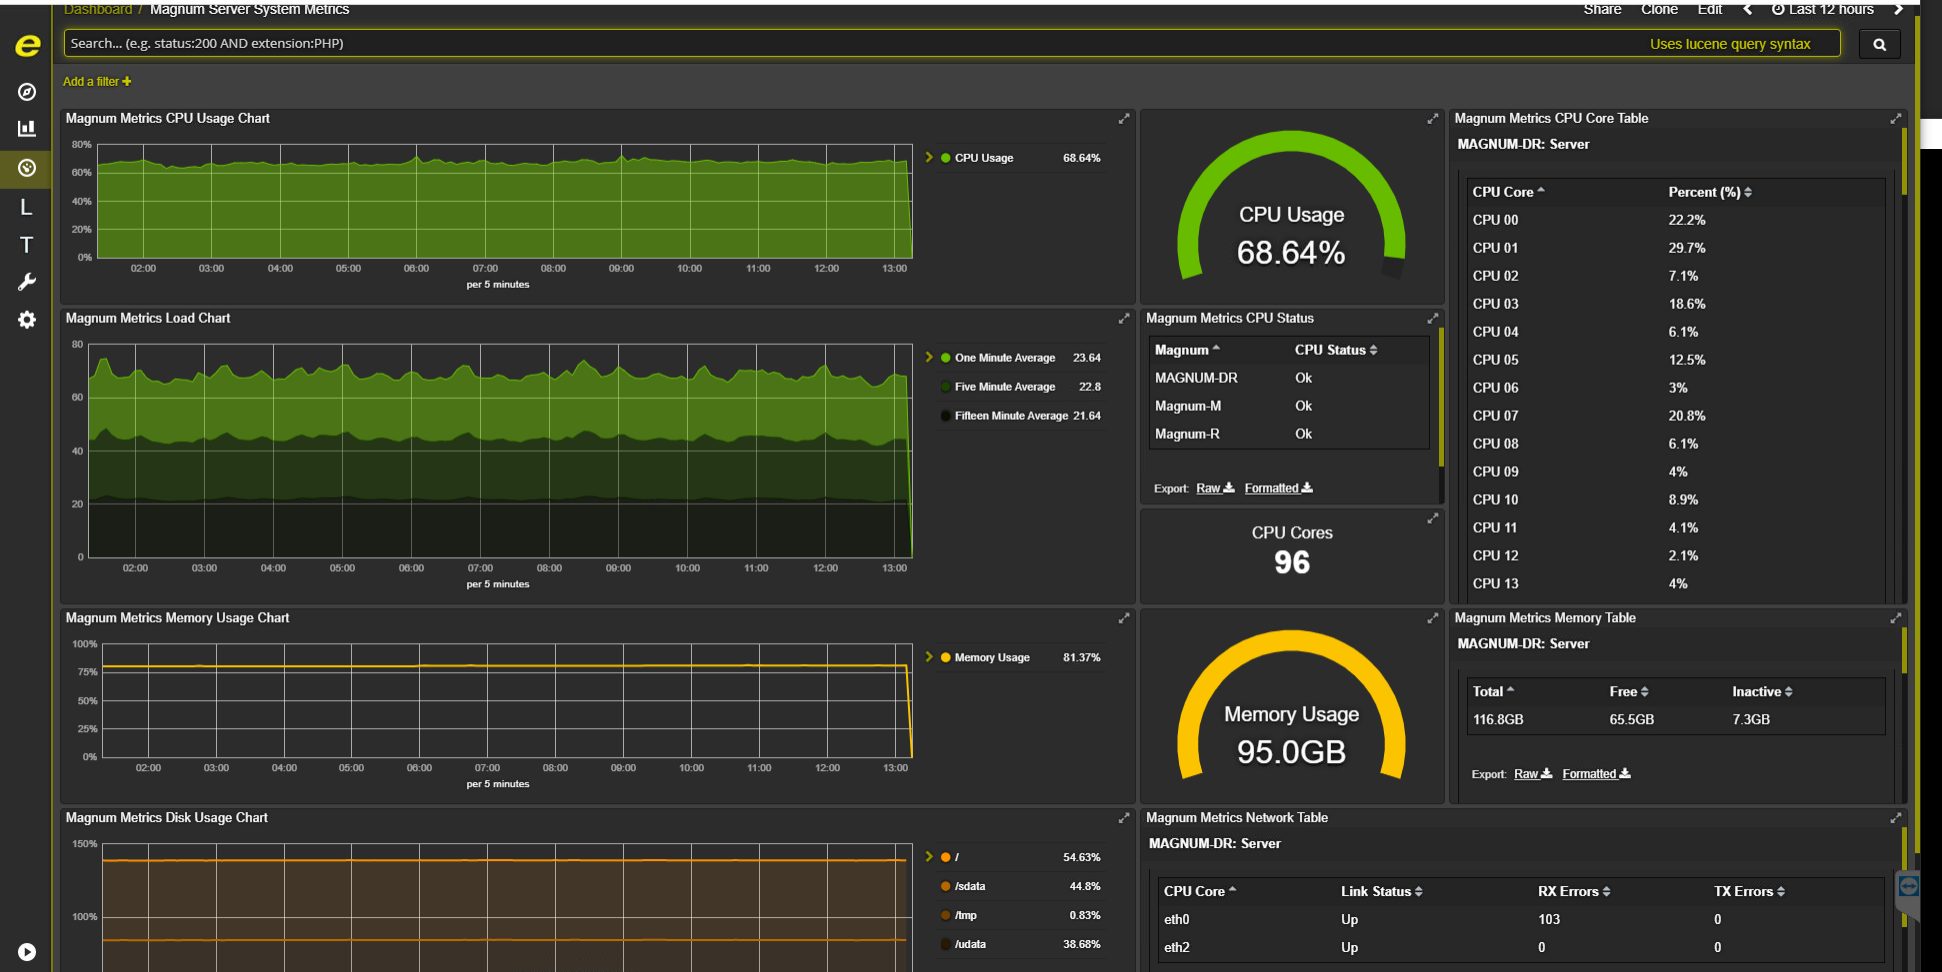 Dashboard / Magnum Server System Metrics
Share Clone Edit Last 12 hours
e
Search... (e.g. status:200 AND extension:PHP)
Uses lucene query syntax
Add a filter +
L
T
Magnum Metrics CPU Usage Chart
80%
60%
40%
20%
0%
02:00 03:00 04:00 05:00 06:00 07:00 08:00 09:00 10:00 11:00 12:00 13:00
per 5 minutes
CPU Usage 68.64%
CPU Usage
68.64%
Magnum Metrics CPU Core Table
MAGNUM-DR: Server
CPU Core Percent (%)
CPU 00 22.2%
CPU 01 29.7%
CPU 02 7.1%
CPU 03 18.6%
CPU 04 6.1%
CPU 05 12.5%
CPU 06 3%
CPU 07 20.8%
CPU 08 6.1%
CPU 09 4%
CPU 10 8.9%
CPU 11 4.1%
CPU 12 2.1%
CPU 13 4%
Magnum Metrics Load Chart
80
60
40
20
0
02:00 03:00 04:00 05:00 06:00 07:00 08:00 09:00 10:00 11:00 12:00 13:00
per 5 minutes
One Minute Average 23.64
Five Minute Average 22.8
Fifteen Minute Average 21.64
Magnum Metrics CPU Status
Magnum CPU Status
MAGNUM-DR Ok
Magnum-M Ok
Magnum-R Ok
Export: Raw Formatted
CPU Cores
96
Magnum Metrics Memory Usage Chart
100%
75%
50%
25%
0%
02:00 03:00 04:00 05:00 06:00 07:00 08:00 09:00 10:00 11:00 12:00 13:00
per 5 minutes
Memory Usage 81.37%
Memory Usage
95.0GB
Magnum Metrics Memory Table
MAGNUM-DR: Server
Total Free Inactive
116.8GB 65.5GB 7.3GB
Export: Raw Formatted
Magnum Metrics Disk Usage Chart
150%
100%
/ 54.63%
/sdata 44.8%
/tmp 0.83%
/udata 38.68%
Magnum Metrics Network Table
MAGNUM-DR: Server
CPU Core Link Status RX Errors TX Errors
eth0 Up 103 0
eth2 Up 0 0